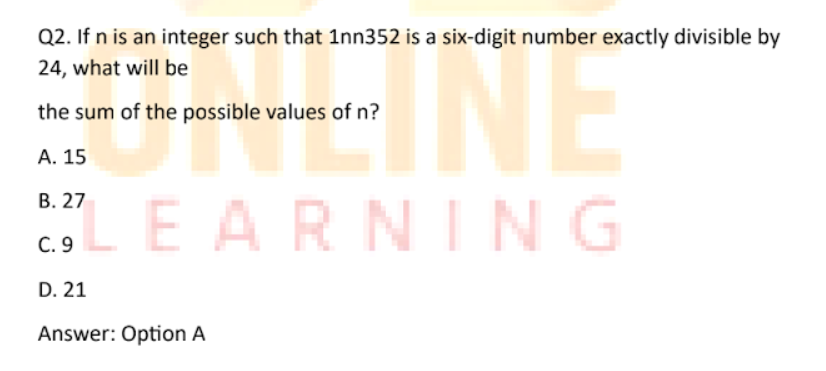 Q2. If n is an integer such that 1nn352 is a six-digit number exactly divisible by
24, what will be
the sum of the possible values of n?
A. 15
B. 27
C. 9
D. 21
Answer: Option A
ONLINE
LEARNING